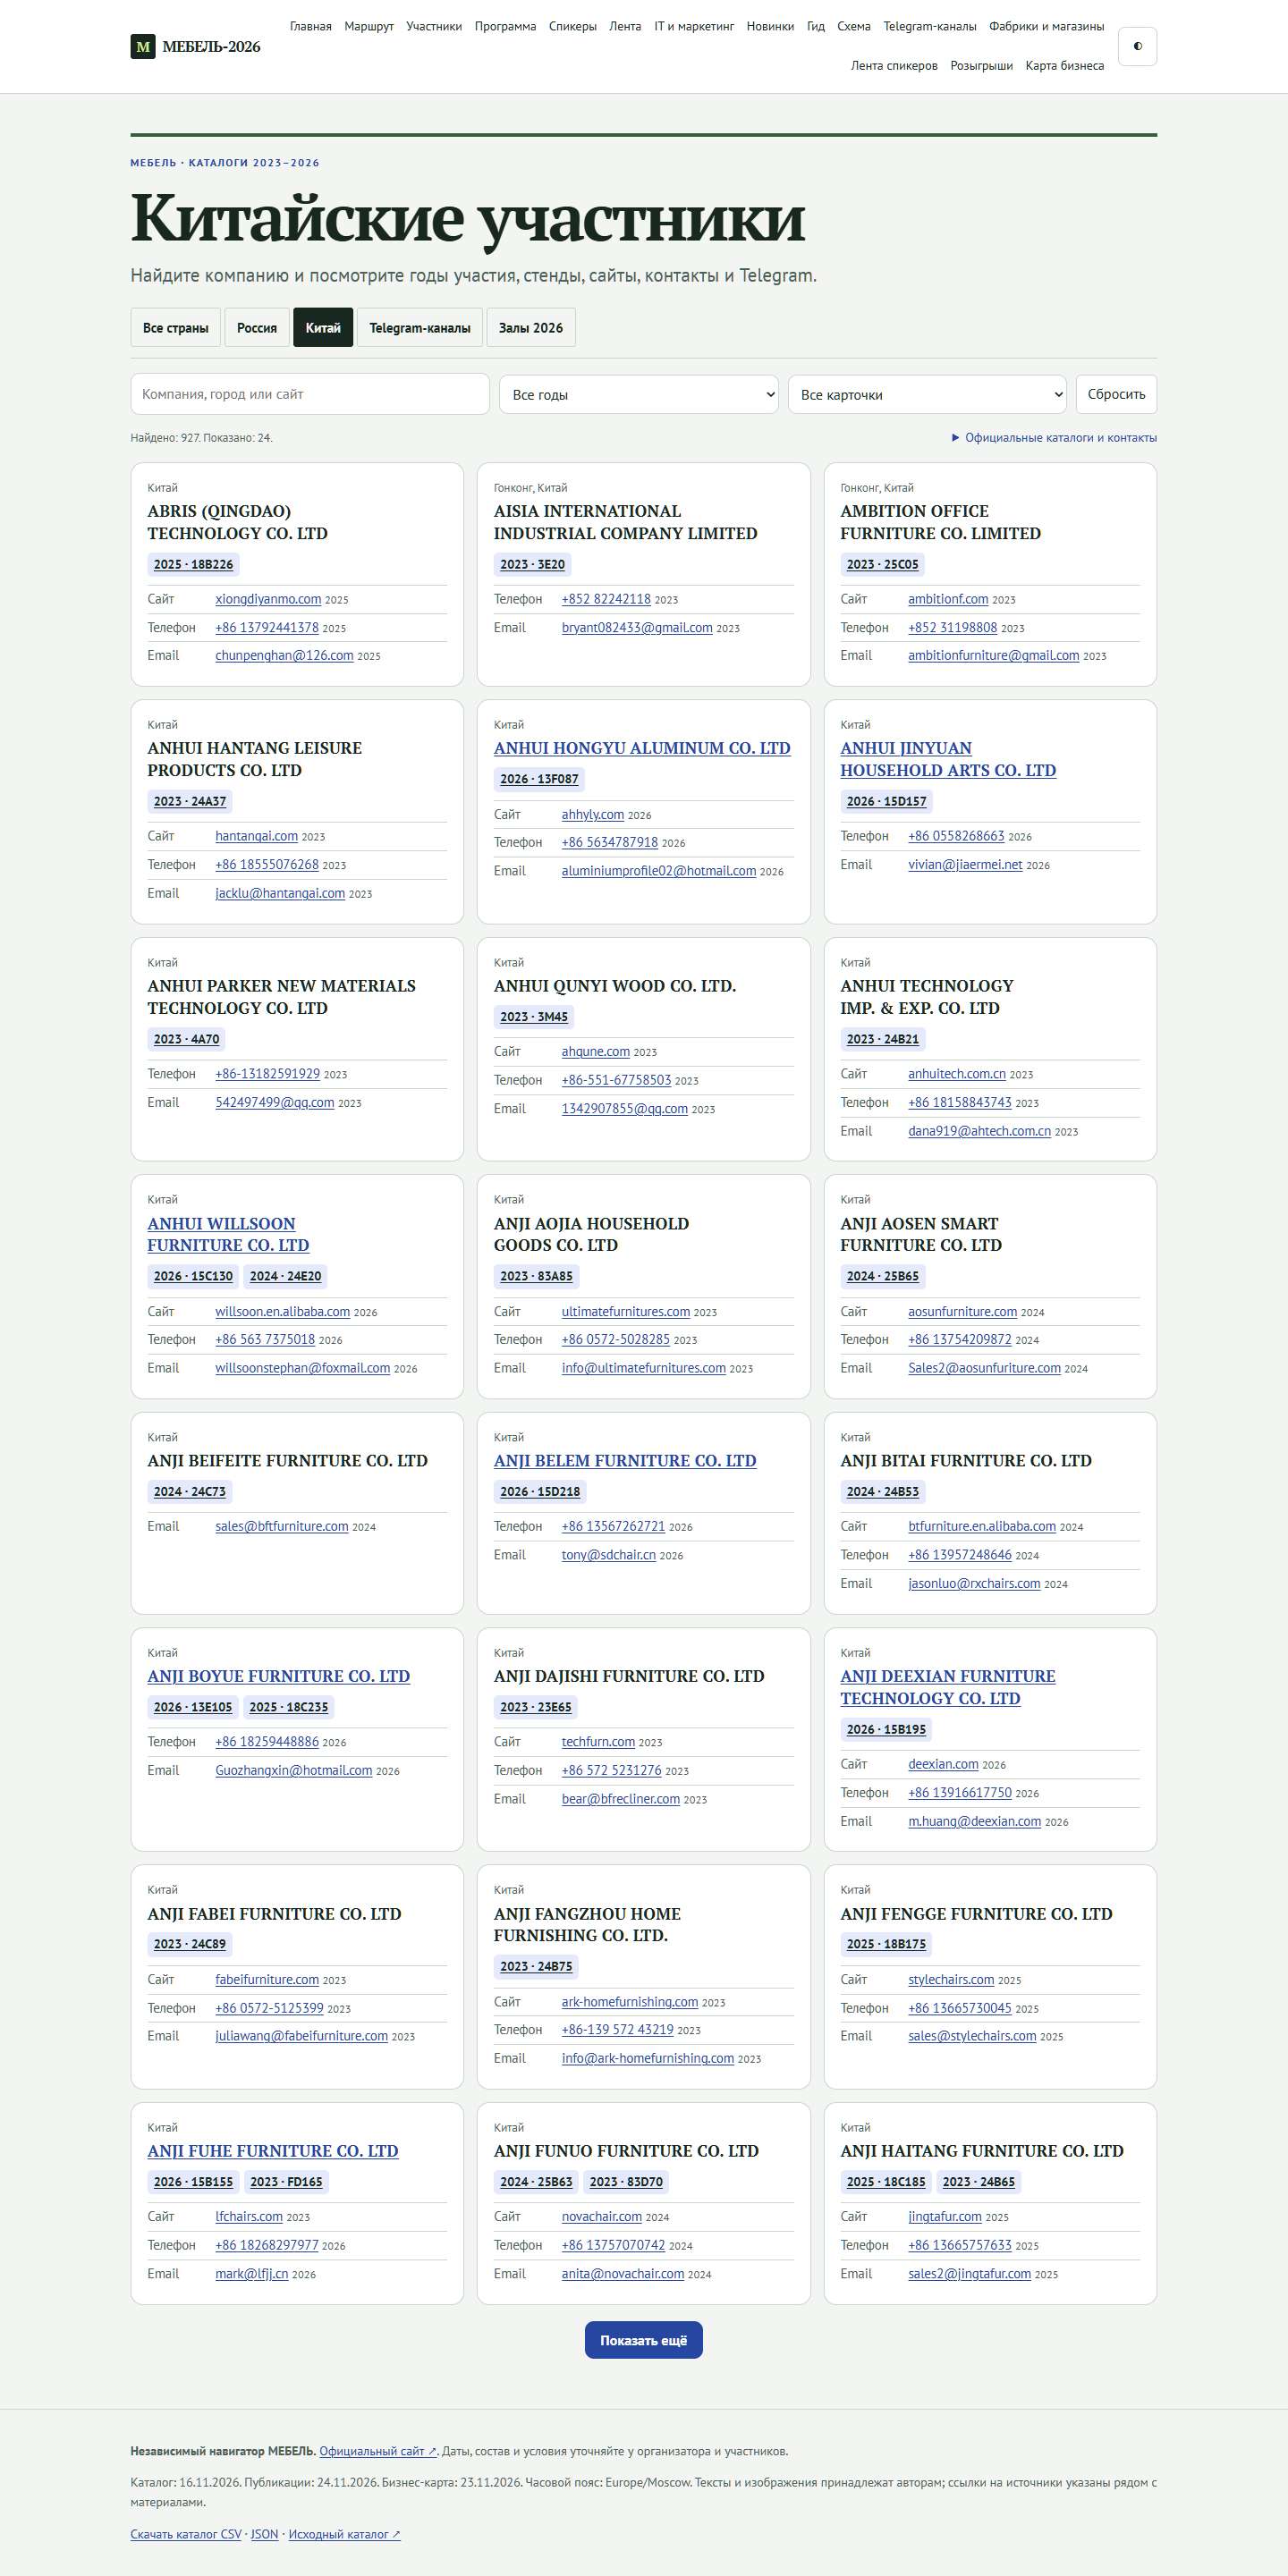 M МЕБЕЛЬ-2026
Главная Маршрут Участники Программа Спикеры Лента IT и маркетинг Новинки Гид Схема Telegram-каналы Фабрики и магазины
Лента спикеров Розыгрыши Карта бизнеса
МЕБЕЛЬ · КАТАЛОГИ 2023–2026
Китайские участники
Найдите компанию и посмотрите годы участия, стенды, сайты, контакты и Telegram.
Все страны Россия Китай Telegram-каналы Залы 2026
Компания, город или сайт Все годы Все карточки Сбросить
Найдено: 927. Показано: 24. ▶ Официальные каталоги и контакты
Китай
ABRIS (QINGDAO)
TECHNOLOGY CO. LTD
2025 · 18B226
Сайт xiongdiyanmo.com 2025
Телефон +86 13792441378 2025
Email chunpenghan@126.com 2025
Гонконг, Китай
AISIA INTERNATIONAL
INDUSTRIAL COMPANY LIMITED
2023 · 3E20
Телефон +852 82242118 2023
Email bryant082433@gmail.com 2023
Гонконг, Китай
AMBITION OFFICE
FURNITURE CO. LIMITED
2023 · 25C05
Сайт ambitionf.com 2023
Телефон +852 31198808 2023
Email ambitionfurniture@gmail.com 2023
Китай
ANHUI HANTANG LEISURE
PRODUCTS CO. LTD
2023 · 24A37
Сайт hantangai.com 2023
Телефон +86 18555076268 2023
Email jacklu@hantangai.com 2023
Китай
ANHUI HONGYU ALUMINUM CO. LTD
2026 · 13F087
Сайт ahhyly.com 2026
Телефон +86 5634787918 2026
Email aluminiumprofile02@hotmail.com 2026
Китай
ANHUI JINYUAN
HOUSEHOLD ARTS CO. LTD
2026 · 15D157
Телефон +86 0558268663 2026
Email vivian@jiaermei.net 2026
Китай
ANHUI PARKER NEW MATERIALS
TECHNOLOGY CO. LTD
2023 · 4A70
Телефон +86-13182591929 2023
Email 542497499@qq.com 2023
Китай
ANHUI QUNYI WOOD CO. LTD.
2023 · 3M45
Сайт ahqune.com 2023
Телефон +86-551-67758503 2023
Email 1342907855@qq.com 2023
Китай
ANHUI TECHNOLOGY
IMP. & EXP. CO. LTD
2023 · 24B21
Сайт anhuitech.com.cn 2023
Телефон +86 18158843743 2023
Email dana919@ahtech.com.cn 2023
Китай
ANHUI WILLSOON
FURNITURE CO. LTD
2026 · 15C130 2024 · 24E20
Сайт willsoon.en.alibaba.com 2026
Телефон +86 563 7375018 2026
Email willsoonstephan@foxmail.com 2026
Китай
ANJI AOJIA HOUSEHOLD
GOODS CO. LTD
2023 · 83A85
Сайт ultimatefurnitures.com 2023
Телефон +86 0572-5028285 2023
Email info@ultimatefurnitures.com 2023
Китай
ANJI AOSEN SMART
FURNITURE CO. LTD
2024 · 25B65
Сайт aosunfurniture.com 2024
Телефон +86 13754209872 2024
Email Sales2@aosunfuriture.com 2024
Китай
ANJI BEIFEITE FURNITURE CO. LTD
2024 · 24C73
Email sales@bftfurniture.com 2024
Китай
ANJI BELEM FURNITURE CO. LTD
2026 · 15D218
Телефон +86 13567262721 2026
Email tony@sdchair.cn 2026
Китай
ANJI BITAI FURNITURE CO. LTD
2024 · 24B53
Сайт btfurniture.en.alibaba.com 2024
Телефон +86 13957248646 2024
Email jasonluo@rxchairs.com 2024
Китай
ANJI BOYUE FURNITURE CO. LTD
2026 · 13E105 2025 · 18C235
Телефон +86 18259448886 2026
Email Guozhangxin@hotmail.com 2026
Китай
ANJI DAJISHI FURNITURE CO. LTD
2023 · 23E65
Сайт techfurn.com 2023
Телефон +86 572 5231276 2023
Email bear@bfrecliner.com 2023
Китай
ANJI DEEXIAN FURNITURE
TECHNOLOGY CO. LTD
2026 · 15B195
Сайт deexian.com 2026
Телефон +86 13916617750 2026
Email m.huang@deexian.com 2026
Китай
ANJI FABEI FURNITURE CO. LTD
2023 · 24C89
Сайт fabeifurniture.com 2023
Телефон +86 0572-5125399 2023
Email juliawang@fabeifurniture.com 2023
Китай
ANJI FANGZHOU HOME
FURNISHING CO. LTD.
2023 · 24B75
Сайт ark-homefurnishing.com 2023
Телефон +86-139 572 43219 2023
Email info@ark-homefurnishing.com 2023
Китай
ANJI FENGGE FURNITURE CO. LTD
2025 · 18B175
Сайт stylechairs.com 2025
Телефон +86 13665730045 2025
Email sales@stylechairs.com 2025
Китай
ANJI FUHE FURNITURE CO. LTD
2026 · 15B155 2023 · FD165
Сайт lfchairs.com 2023
Телефон +86 18268297977 2026
Email mark@lfjj.cn 2026
Китай
ANJI FUNUO FURNITURE CO. LTD
2024 · 25B63 2023 · 83D70
Сайт novachair.com 2024
Телефон +86 13757070742 2024
Email anita@novachair.com 2024
Китай
ANJI HAITANG FURNITURE CO. LTD
2025 · 18C185 2023 · 24B65
Сайт jingtafur.com 2025
Телефон +86 13665757633 2025
Email sales2@jingtafur.com 2025
Показать ещё
Независимый навигатор МЕБЕЛЬ. Официальный сайт ↗. Даты, состав и условия уточняйте у организатора и участников.
Каталог: 16.11.2026. Публикации: 24.11.2026. Бизнес-карта: 23.11.2026. Часовой пояс: Europe/Moscow. Тексты и изображения принадлежат авторам; ссылки на источники указаны рядом с
материалами.
Скачать каталог CSV · JSON · Исходный каталог ↗